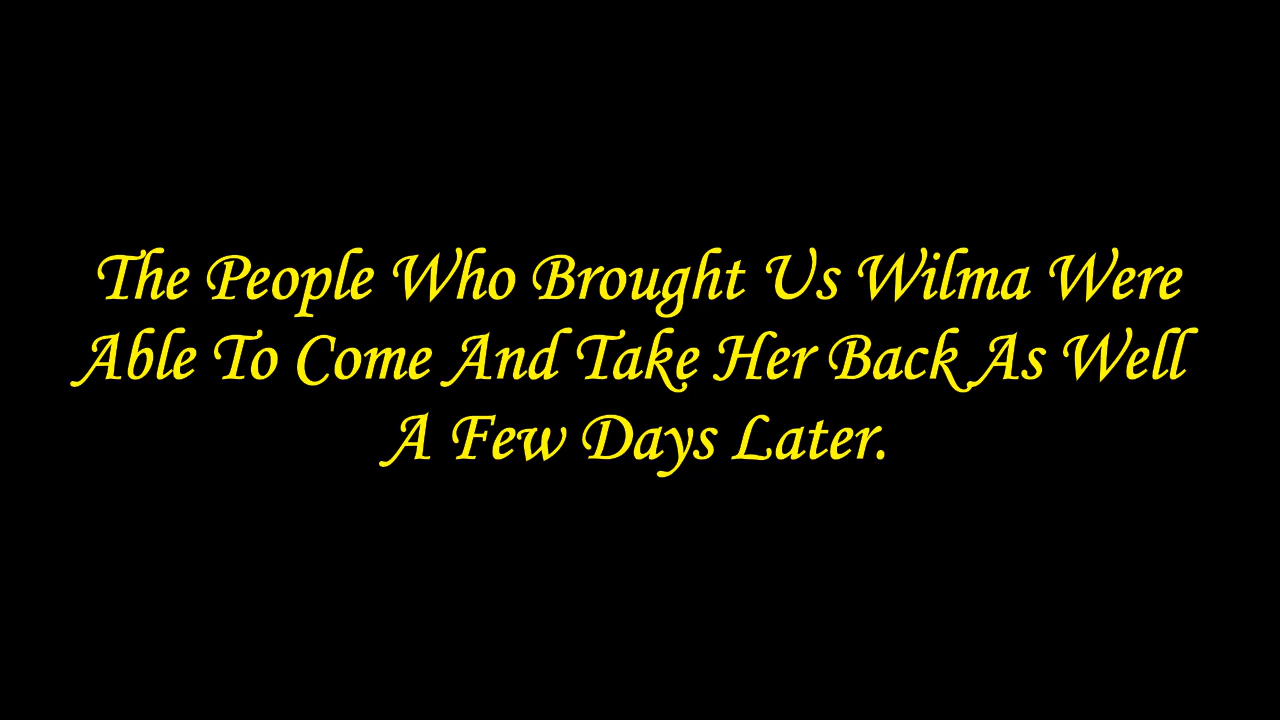 The People Who Brought Us Wilma Were
Able To Come And Take Her Back As Well
A Few Days Later.